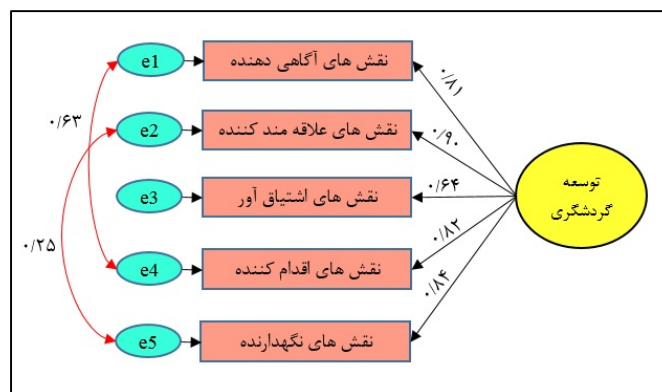 e1
نقش های آگاهی دهنده
۰/۸۱
۰/۶۳
e2
نقش های علاقه مند کننده
۰/۹۰
e3
نقش های اشتیاق آور
۰/۶۴
توسعه
گردشگری
۰/۲۵
e4
نقش های اقدام کننده
۰/۸۲
e5
نقش های نگهدارنده
۰/۸۴